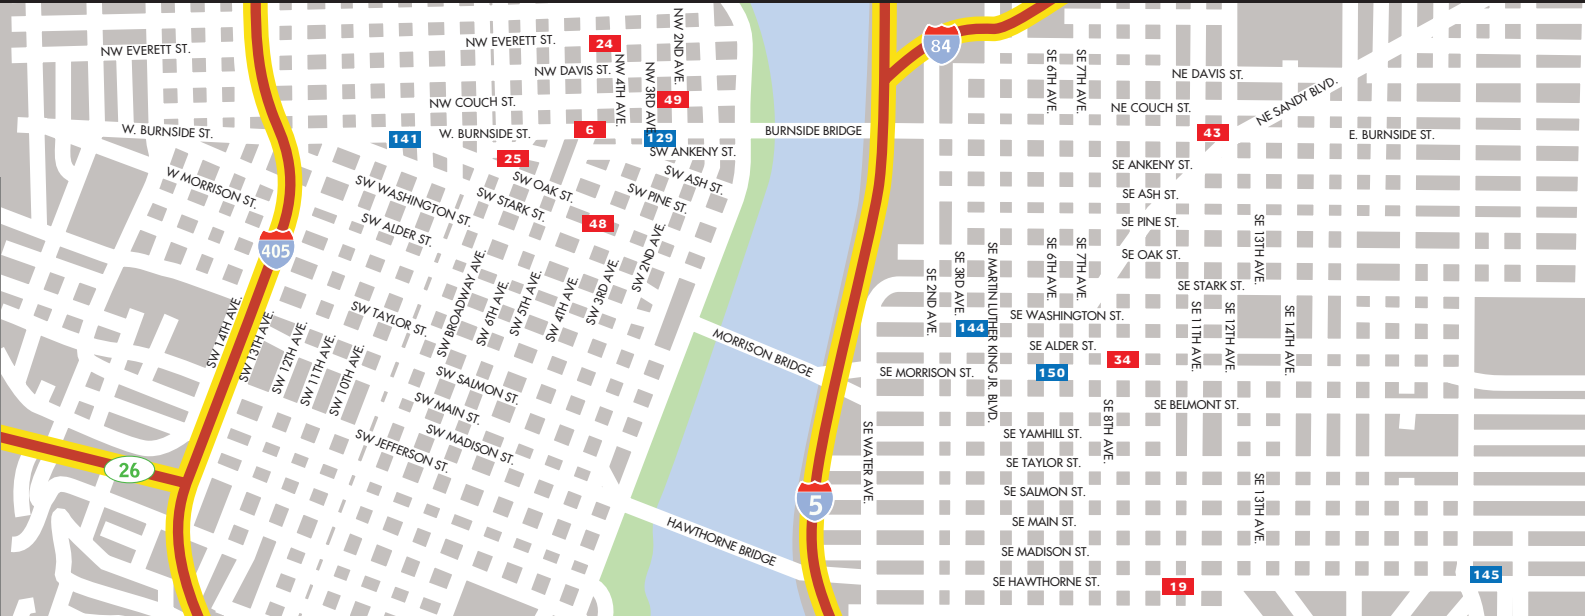 NW EVERETT ST.
NW EVERETT ST.
24
NW 2ND AVE.
84
NW DAVIS ST.
NW 4TH AVE.
NW 3RD AVE.
49
NW COUCH ST.
SE 6TH AVE.
SE 7TH AVE.
NE DAVIS ST.
NE COUCH ST.
NE SANDY BLVD.
W. BURNSIDE ST.
141
W. BURNSIDE ST.
6
129
BURNSIDE BRIDGE
43
E. BURNSIDE ST.
25
SW ANKENY ST.
SE ANKENY ST.
W MORRISON ST.
SW WASHINGTON ST.
SW OAK ST.
SW ASH ST.
SE ASH ST.
SW STARK ST.
SW PINE ST.
SW ALDER ST.
48
SE PINE ST.
405
SE OAK ST.
SE 13TH AVE.
SW BROADWAY AVE.
SW 6TH AVE.
SW 5TH AVE.
SW 4TH AVE.
SW 3RD AVE.
SW 2ND AVE.
SE 2ND AVE.
SE 3RD AVE.
SE MARTIN LUTHER KING JR. BLVD.
SE 6TH AVE.
SE 7TH AVE.
SE STARK ST.
SW 14TH AVE.
SW 13TH AVE.
SW 12TH AVE.
SW 11TH AVE.
SW 10TH AVE.
SW TAYLOR ST.
144
SE WASHINGTON ST.
SE 11TH AVE.
SE 12TH AVE.
SE 14TH AVE.
MORRISON BRIDGE
SE ALDER ST.
34
SE MORRISON ST.
150
SW SALMON ST.
SW MAIN ST.
SE BELMONT ST.
SW MADISON ST.
SW JEFFERSON ST.
SE WATER AVE.
SE YAMHILL ST.
SE 8TH AVE.
SE TAYLOR ST.
26
5
SE SALMON ST.
SE 13TH AVE.
HAWTHORNE BRIDGE
SE MAIN ST.
SE MADISON ST.
SE HAWTHORNE ST.
19
145